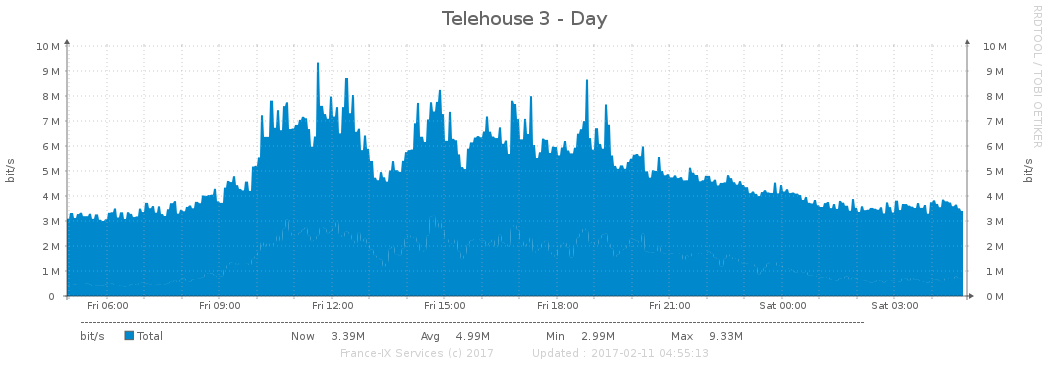 Telehouse 3 - Day
RRDTOOL / TOBI OETIKER
10 M 10 M
9 M 9 M
8 M 8 M
7 M 7 M
6 M 6 M
5 M 5 M
4 M 4 M
3 M 3 M
2 M 2 M
1 M 1 M
0 0 M
bit/s
bit/s
Fri 06:00 Fri 09:00 Fri 12:00 Fri 15:00 Fri 18:00 Fri 21:00 Sat 00:00 Sat 03:00
bit/s Total Now 3.39M Avg 4.99M Min 2.99M Max 9.33M
France-IX Services (c) 2017 Updated : 2017-02-11 04:55:13